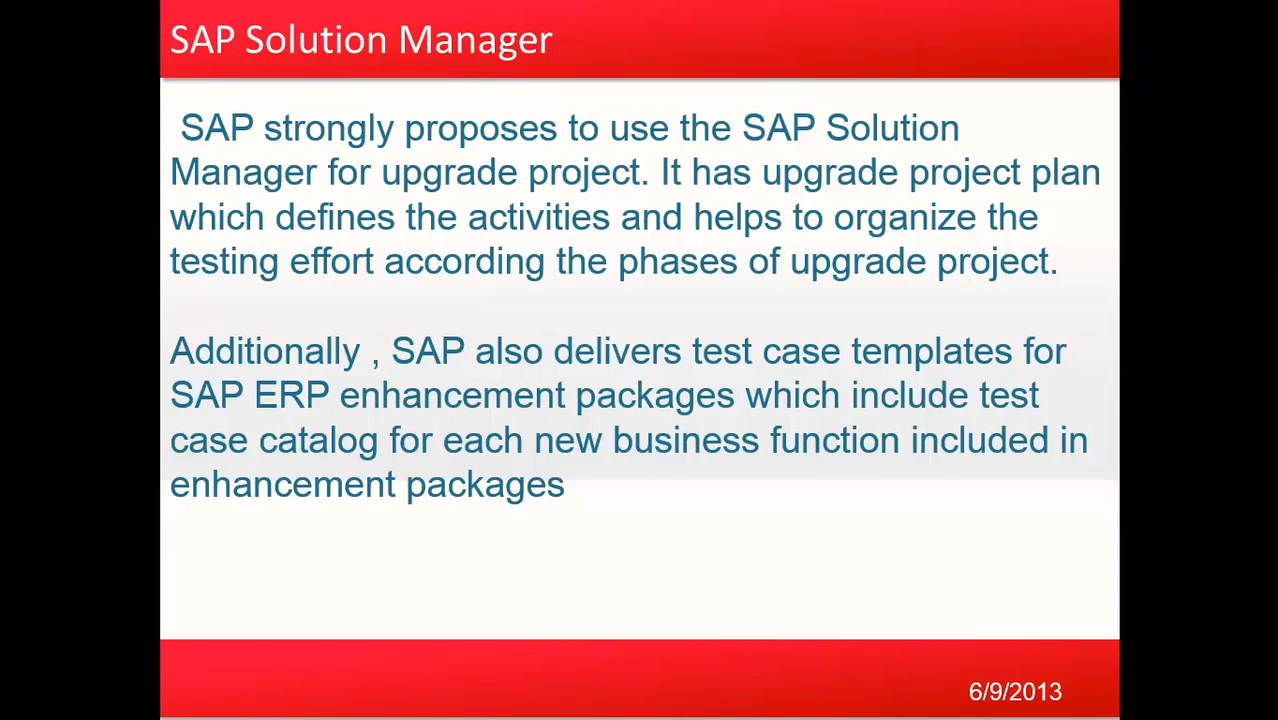 SAP Solution Manager
SAP strongly proposes to use the SAP Solution
Manager for upgrade project. It has upgrade project plan
which defines the activities and helps to organize the
testing effort according the phases of upgrade project.
Additionally , SAP also delivers test case templates for
SAP ERP enhancement packages which include test
case catalog for each new business function included in
enhancement packages
6/9/2013